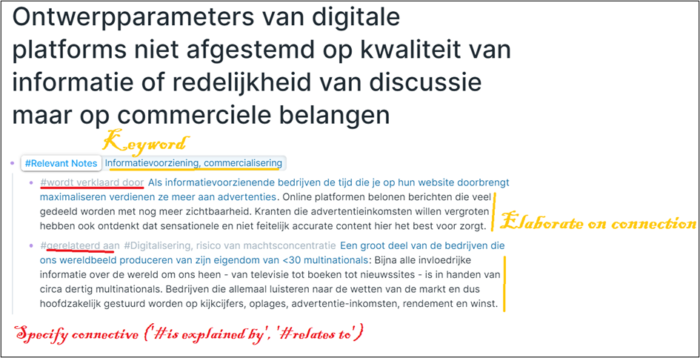 Ontwerpparameters van digitale
platforms niet afgestemd op kwaliteit van
informatie of redelijkheid van discussie
maar op commerciele belangen
Keyword
#Relevant Notes Informatievoorziening, commercialisering
#wordt verklaard door Als informatievoorzienende bedrijven de tijd die je op hun website doorbrengt
maximaliseren verdienen ze meer aan advertenties. Online platformen belonen berichten die veel
gedeeld worden met nog meer zichtbaarheid. Kranten die advertentieinkomsten willen vergroten
hebben ook ontdekt dat sensationele en niet feitelijk accurate content hier het best voor zorgt.
Elaborate on connection
#gerelateerd aan #Digitalisering, risico van machtsconcentratie Een groot deel van de bedrijven die
ons wereldbeeld produceren van zijn eigendom van <30 multinationals: Bijna alle invloedrijke
informatie over de wereld om ons heen - van televisie tot boeken tot nieuwssites - is in handen van
circa dertig multinationals. Bedrijven die allemaal luisteren naar de wetten van de markt en dus
hoofdzakelijk gestuurd worden op kijkcijfers, oplages, advertentie-inkomsten, rendement en winst.
Specify connective ('#is explained by', '#relates to')